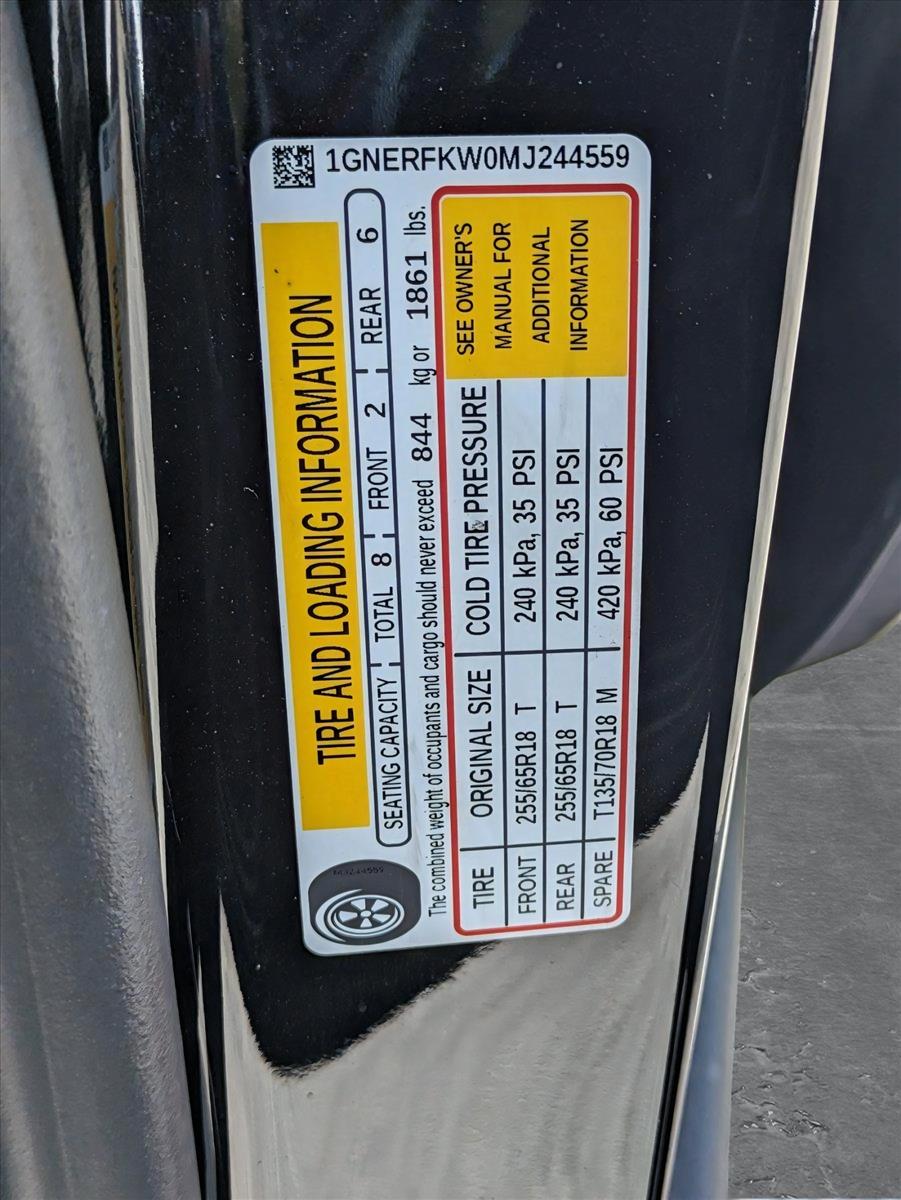 1GNERFKW0MJ244559
TIRE AND LOADING INFORMATION
SEATING CAPACITY TOTAL 8 FRONT 2 REAR 6
The combined weight of occupants and cargo should never exceed 844 kg or 1861 lbs.
TIRE ORIGINAL SIZE COLD TIRE PRESSURE
FRONT 255/65R18 T 240 kPa, 35 PSI
REAR 255/65R18 T 240 kPa, 35 PSI
SPARE T135/70R18 M 420 kPa, 60 PSI
SEE OWNER'S
MANUAL FOR
ADDITIONAL
INFORMATION